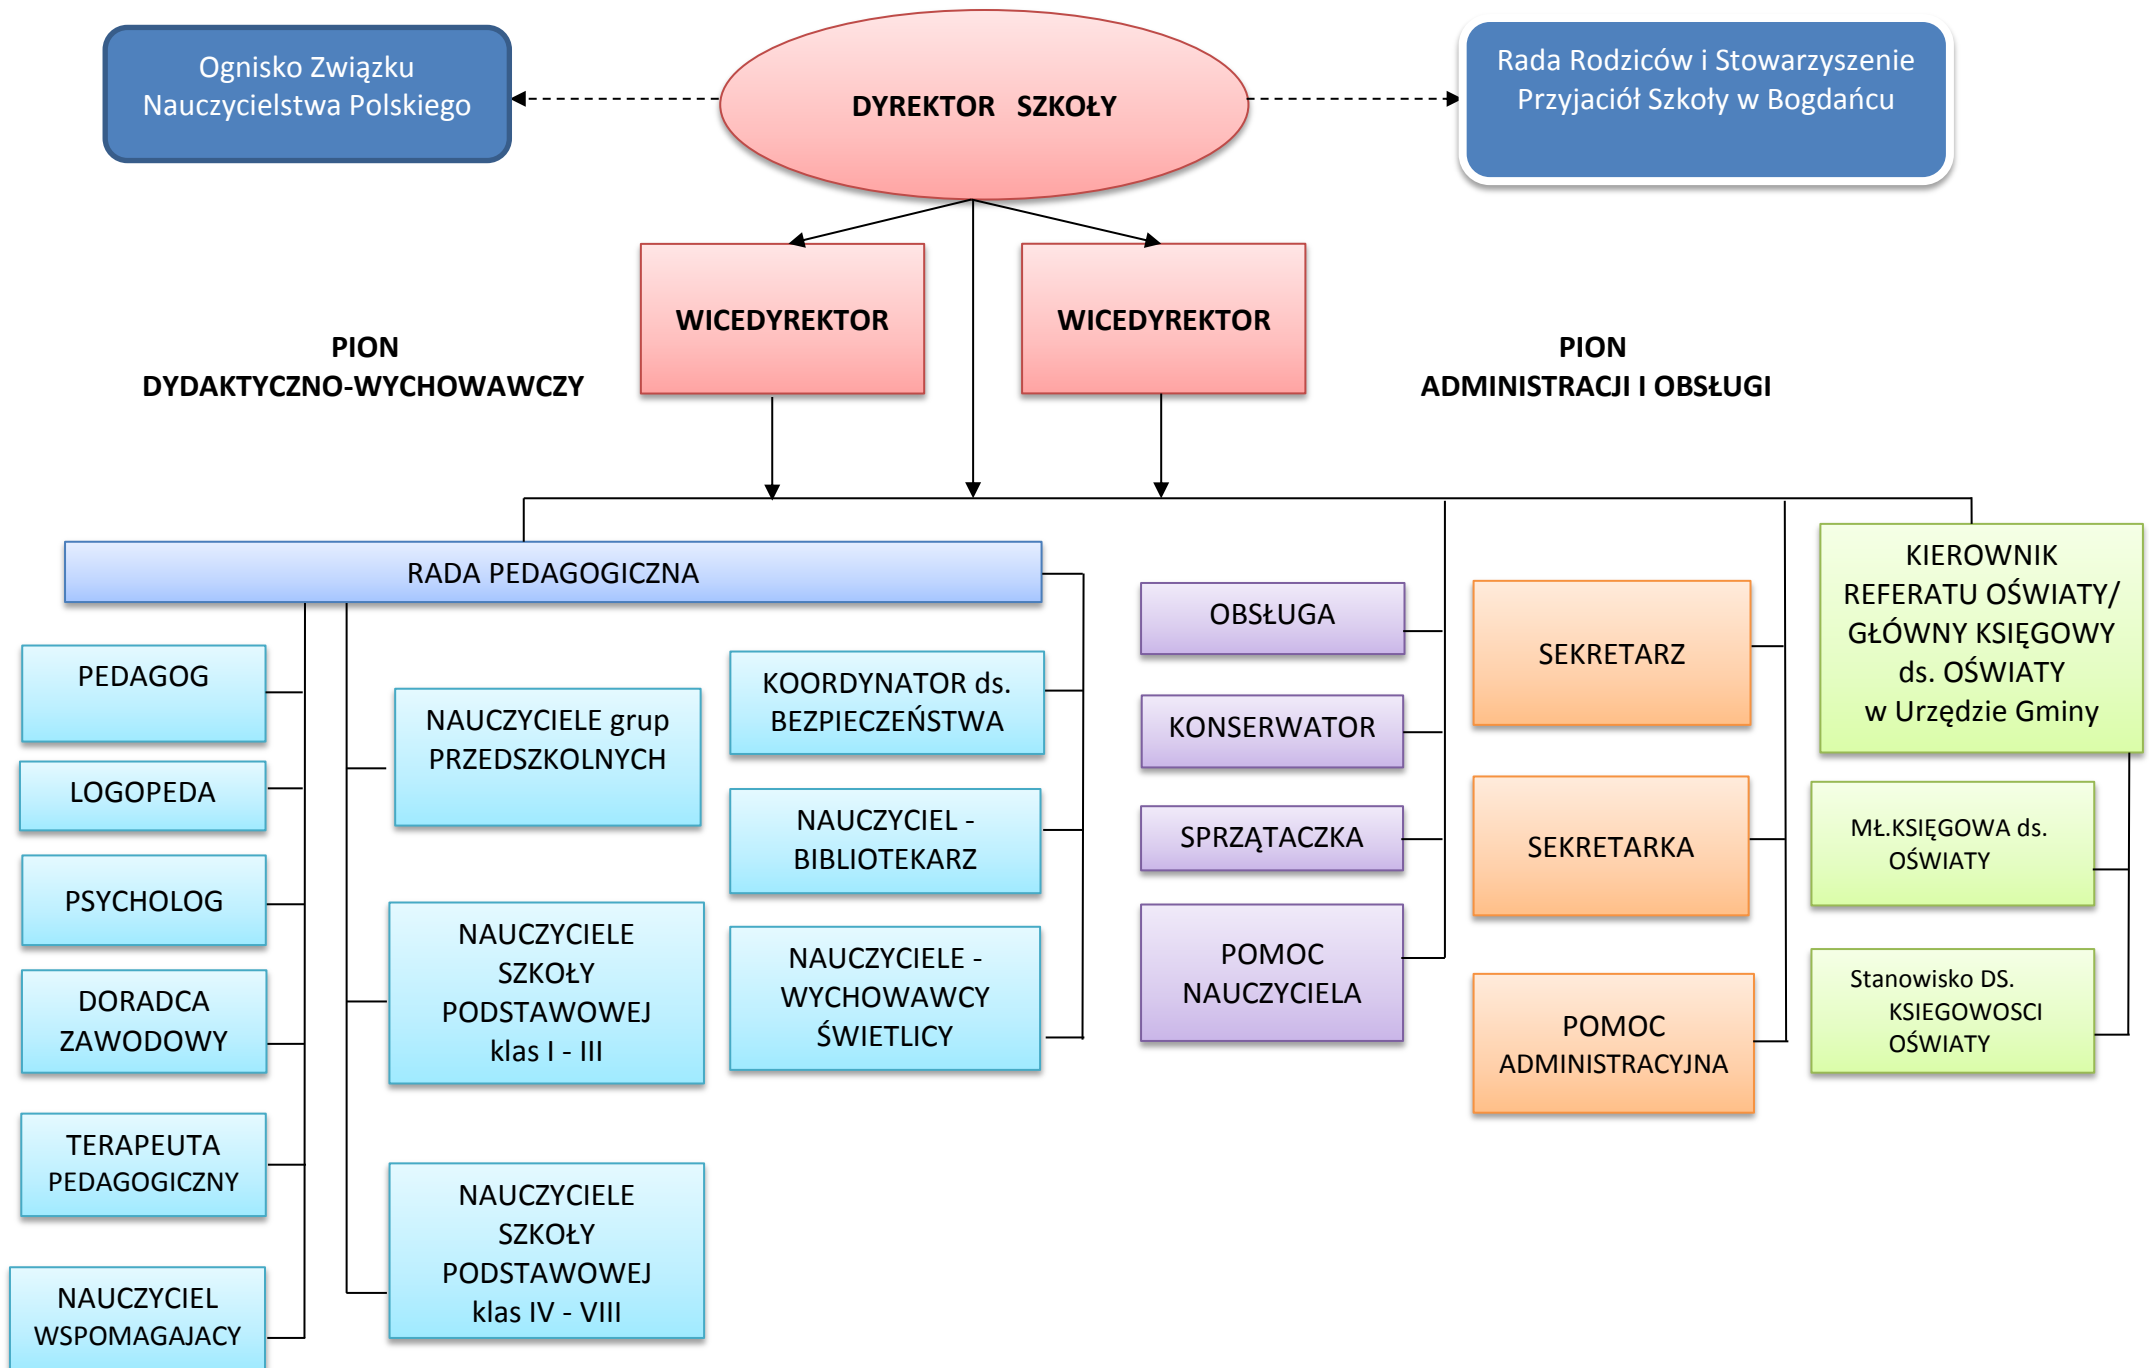 Ognisko Związku
Nauczycielstwa Polskiego
DYREKTOR SZKOŁY
Rada Rodziców i Stowarzyszenie
Przyjaciół Szkoły w Bogdańcu
WICEDYREKTOR
WICEDYREKTOR
PION
DYDAKTYCZNO-WYCHOWAWCZY
PION
ADMINISTRACJI I OBSŁUGI
RADA PEDAGOGICZNA
PEDAGOG
LOGOPEDA
PSYCHOLOG
DORADCA
ZAWODOWY
TERAPEUTA
PEDAGOGICZNY
NAUCZYCIEL
WSPOMAGAJACY
NAUCZYCIELE grup
PRZEDSZKOLNYCH
NAUCZYCIELE
SZKOŁY
PODSTAWOWEJ
klas I - III
NAUCZYCIELE
SZKOŁY
PODSTAWOWEJ
klas IV - VIII
KOORDYNATOR ds.
BEZPIECZEŃSTWA
NAUCZYCIEL -
BIBLIOTEKARZ
NAUCZYCIELE -
WYCHOWAWCY
ŚWIETLICY
OBSŁUGA
KONSERWATOR
SPRZĄTACZKA
POMOC
NAUCZYCIELA
SEKRETARZ
SEKRETARKA
POMOC
ADMINISTRACYJNA
KIEROWNIK
REFERATU OŚWIATY/
GŁÓWNY KSIĘGOWY
ds. OŚWIATY
w Urzędzie Gminy
MŁ.KSIĘGOWA ds.
OŚWIATY
Stanowisko DS.
KSIEGOWOSCI
OŚWIATY